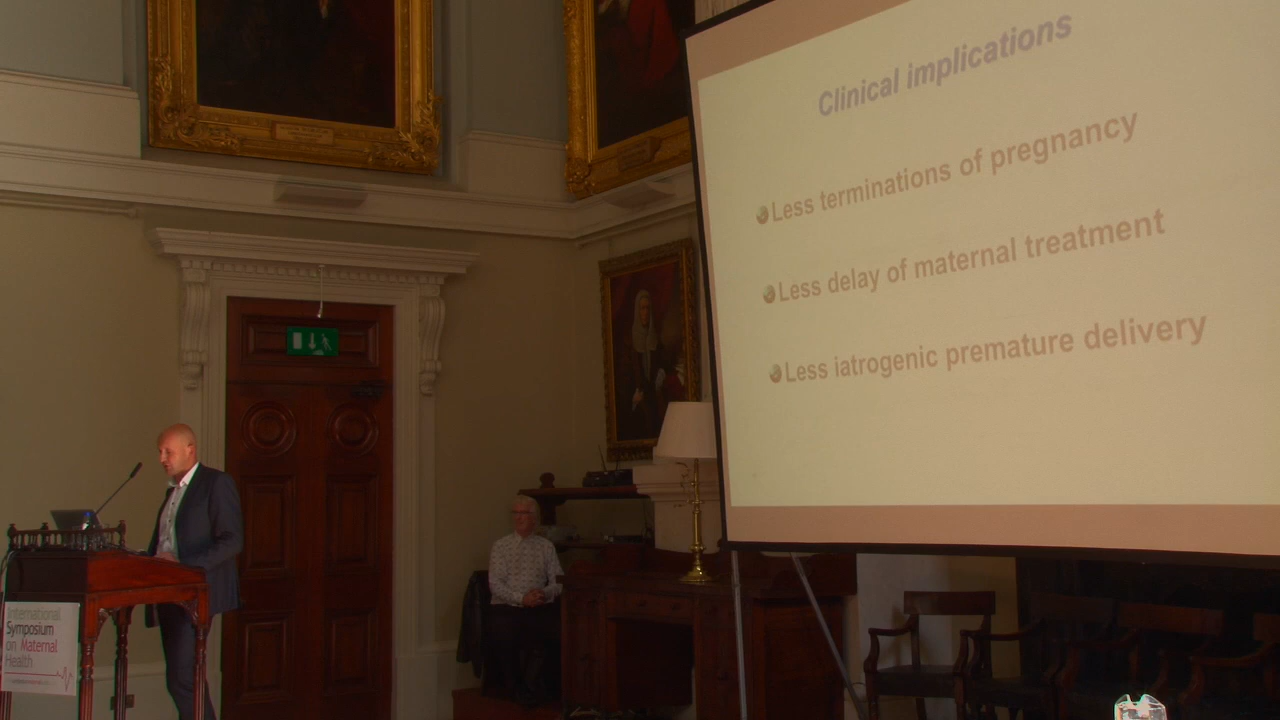 Clinical implications
Less terminations of pregnancy
Less delay of maternal treatment
Less iatrogenic premature delivery
International
Symposium
on Maternal
Health